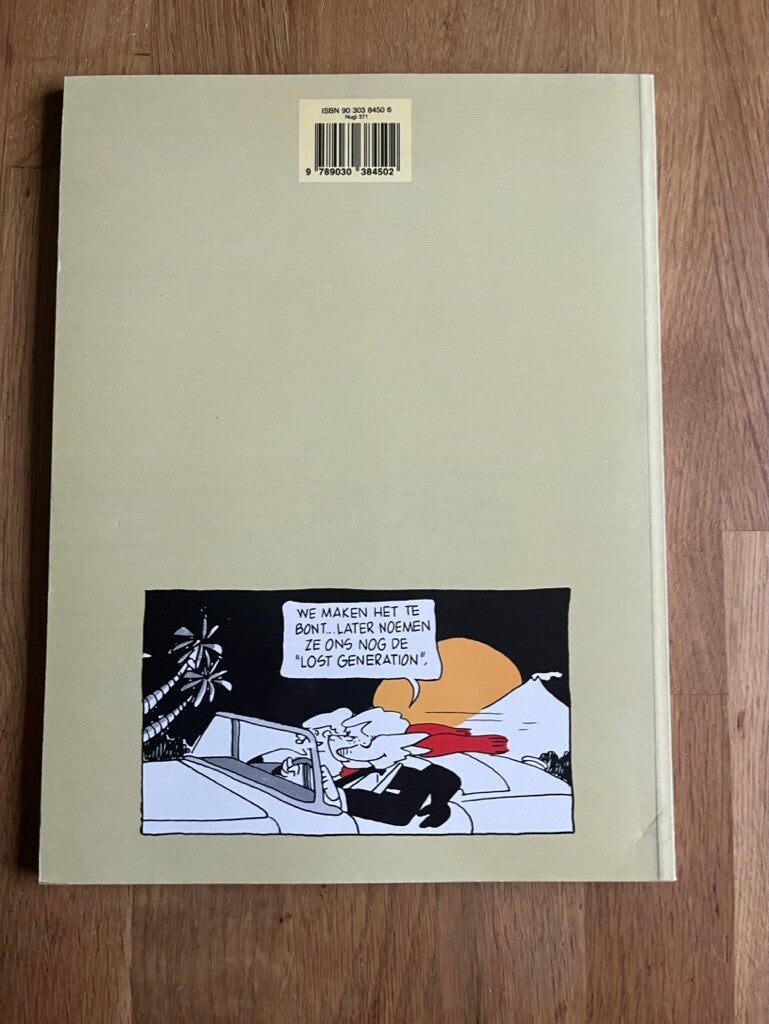 ISBN 90 303 8450 6
Nugi 371
9 789030 384502
WE MAKEN HET TE
BONT...LATER NOEMEN
ZE ONS NOG DE
"LOST GENERATION".